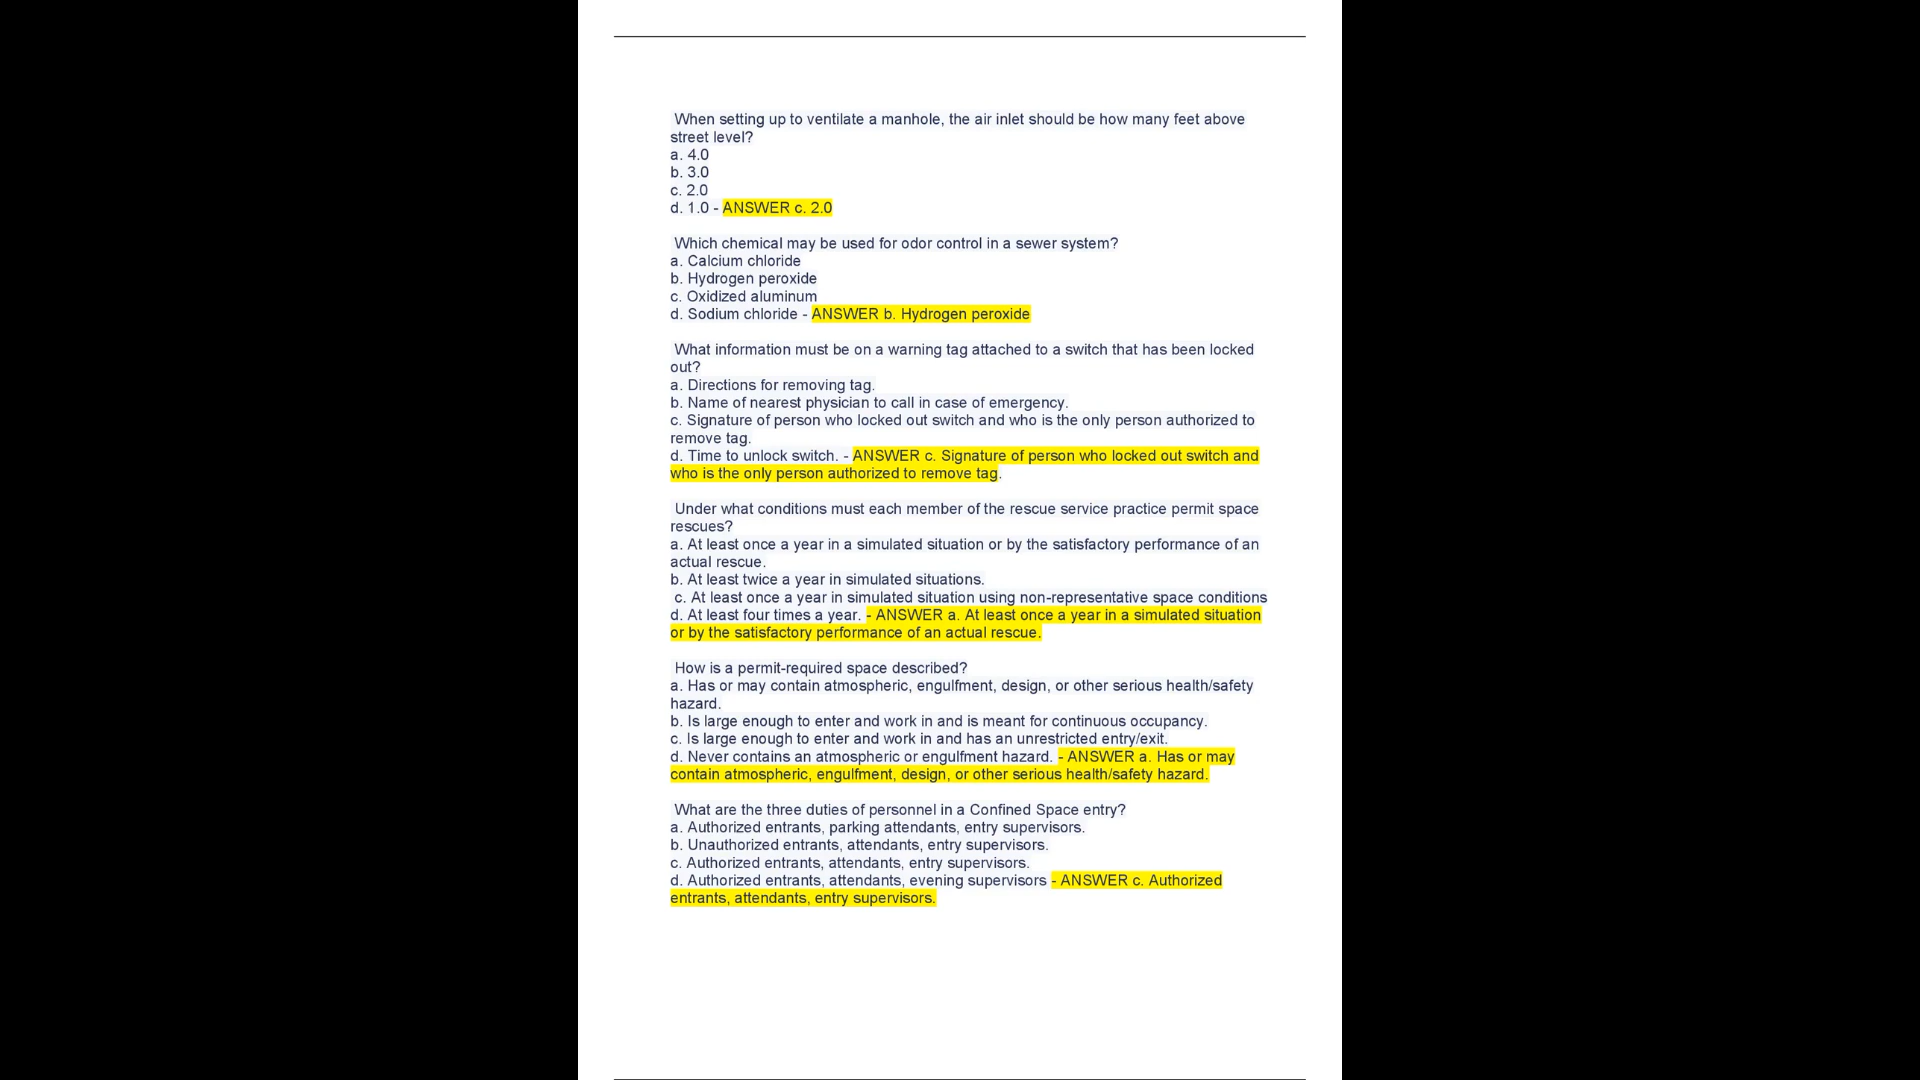 When setting up to ventilate a manhole, the air inlet should be how many feet above
street level?
a. 4.0
b. 3.0
c. 2.0
d. 1.0 - ANSWER c. 2.0
Which chemical may be used for odor control in a sewer system?
a. Calcium chloride
b. Hydrogen peroxide
c. Oxidized aluminum
d. Sodium chloride - ANSWER b. Hydrogen peroxide
What information must be on a warning tag attached to a switch that has been locked
out?
a. Directions for removing tag.
b. Name of nearest physician to call in case of emergency.
c. Signature of person who locked out switch and who is the only person authorized to
remove tag.
d. Time to unlock switch. - ANSWER c. Signature of person who locked out switch and
who is the only person authorized to remove tag.
Under what conditions must each member of the rescue service practice permit space
rescues?
a. At least once a year in a simulated situation or by the satisfactory performance of an
actual rescue.
b. At least twice a year in simulated situations.
c. At least once a year in simulated situation using non-representative space conditions
d. At least four times a year. - ANSWER a. At least once a year in a simulated situation
or by the satisfactory performance of an actual rescue.
How is a permit-required space described?
a. Has or may contain atmospheric, engulfment, design, or other serious health/safety
hazard.
b. Is large enough to enter and work in and is meant for continuous occupancy.
c. Is large enough to enter and work in and has an unrestricted entry/exit.
d. Never contains an atmospheric or engulfment hazard. - ANSWER a. Has or may
contain atmospheric, engulfment, design, or other serious health/safety hazard.
What are the three duties of personnel in a Confined Space entry?
a. Authorized entrants, parking attendants, entry supervisors.
b. Unauthorized entrants, attendants, entry supervisors.
c. Authorized entrants, attendants, entry supervisors.
d. Authorized entrants, attendants, evening supervisors - ANSWER c. Authorized
entrants, attendants, entry supervisors.